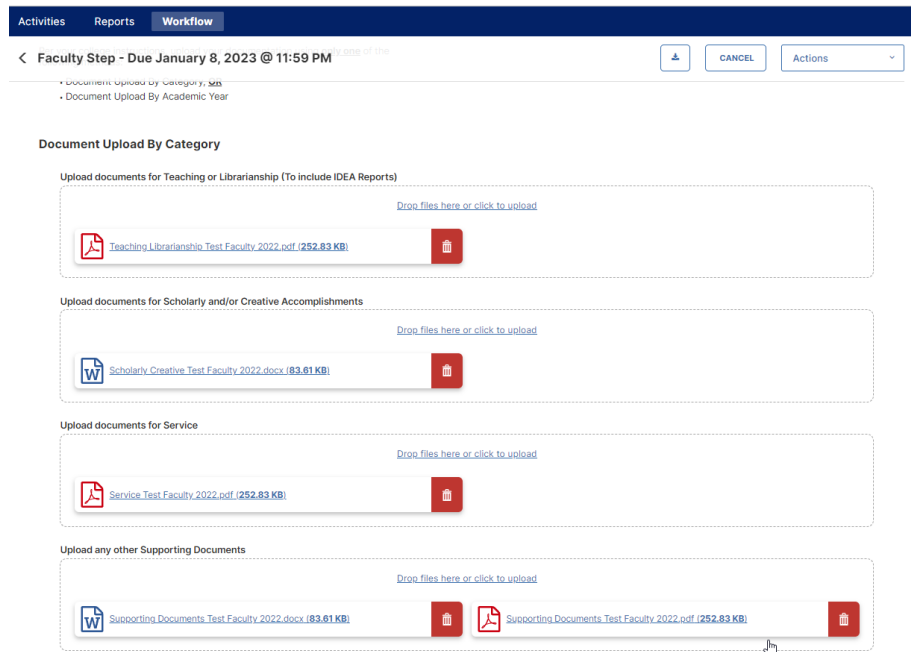 Activities Reports Workflow
only one of the
Faculty Step - Due January 8, 2023 @ 11:59 PM
CANCEL
Actions
• Document Upload By Category, OR
• Document Upload By Academic Year
Document Upload By Category
Upload documents for Teaching or Librarianship (To include IDEA Reports)
Drop files here or click to upload
Teaching Librarianship Test Faculty 2022.pdf (252.83 KB)
Upload documents for Scholarly and/or Creative Accomplishments
Drop files here or click to upload
Scholarly Creative Test Faculty 2022.docx (83.61 KB)
Upload documents for Service
Drop files here or click to upload
Service Test Faculty 2022.pdf (252.83 KB)
Upload any other Supporting Documents
Drop files here or click to upload
Supporting Documents Test Faculty 2022.docx (83.61 KB)
Supporting Documents Test Faculty 2022.pdf (252.83 KB)